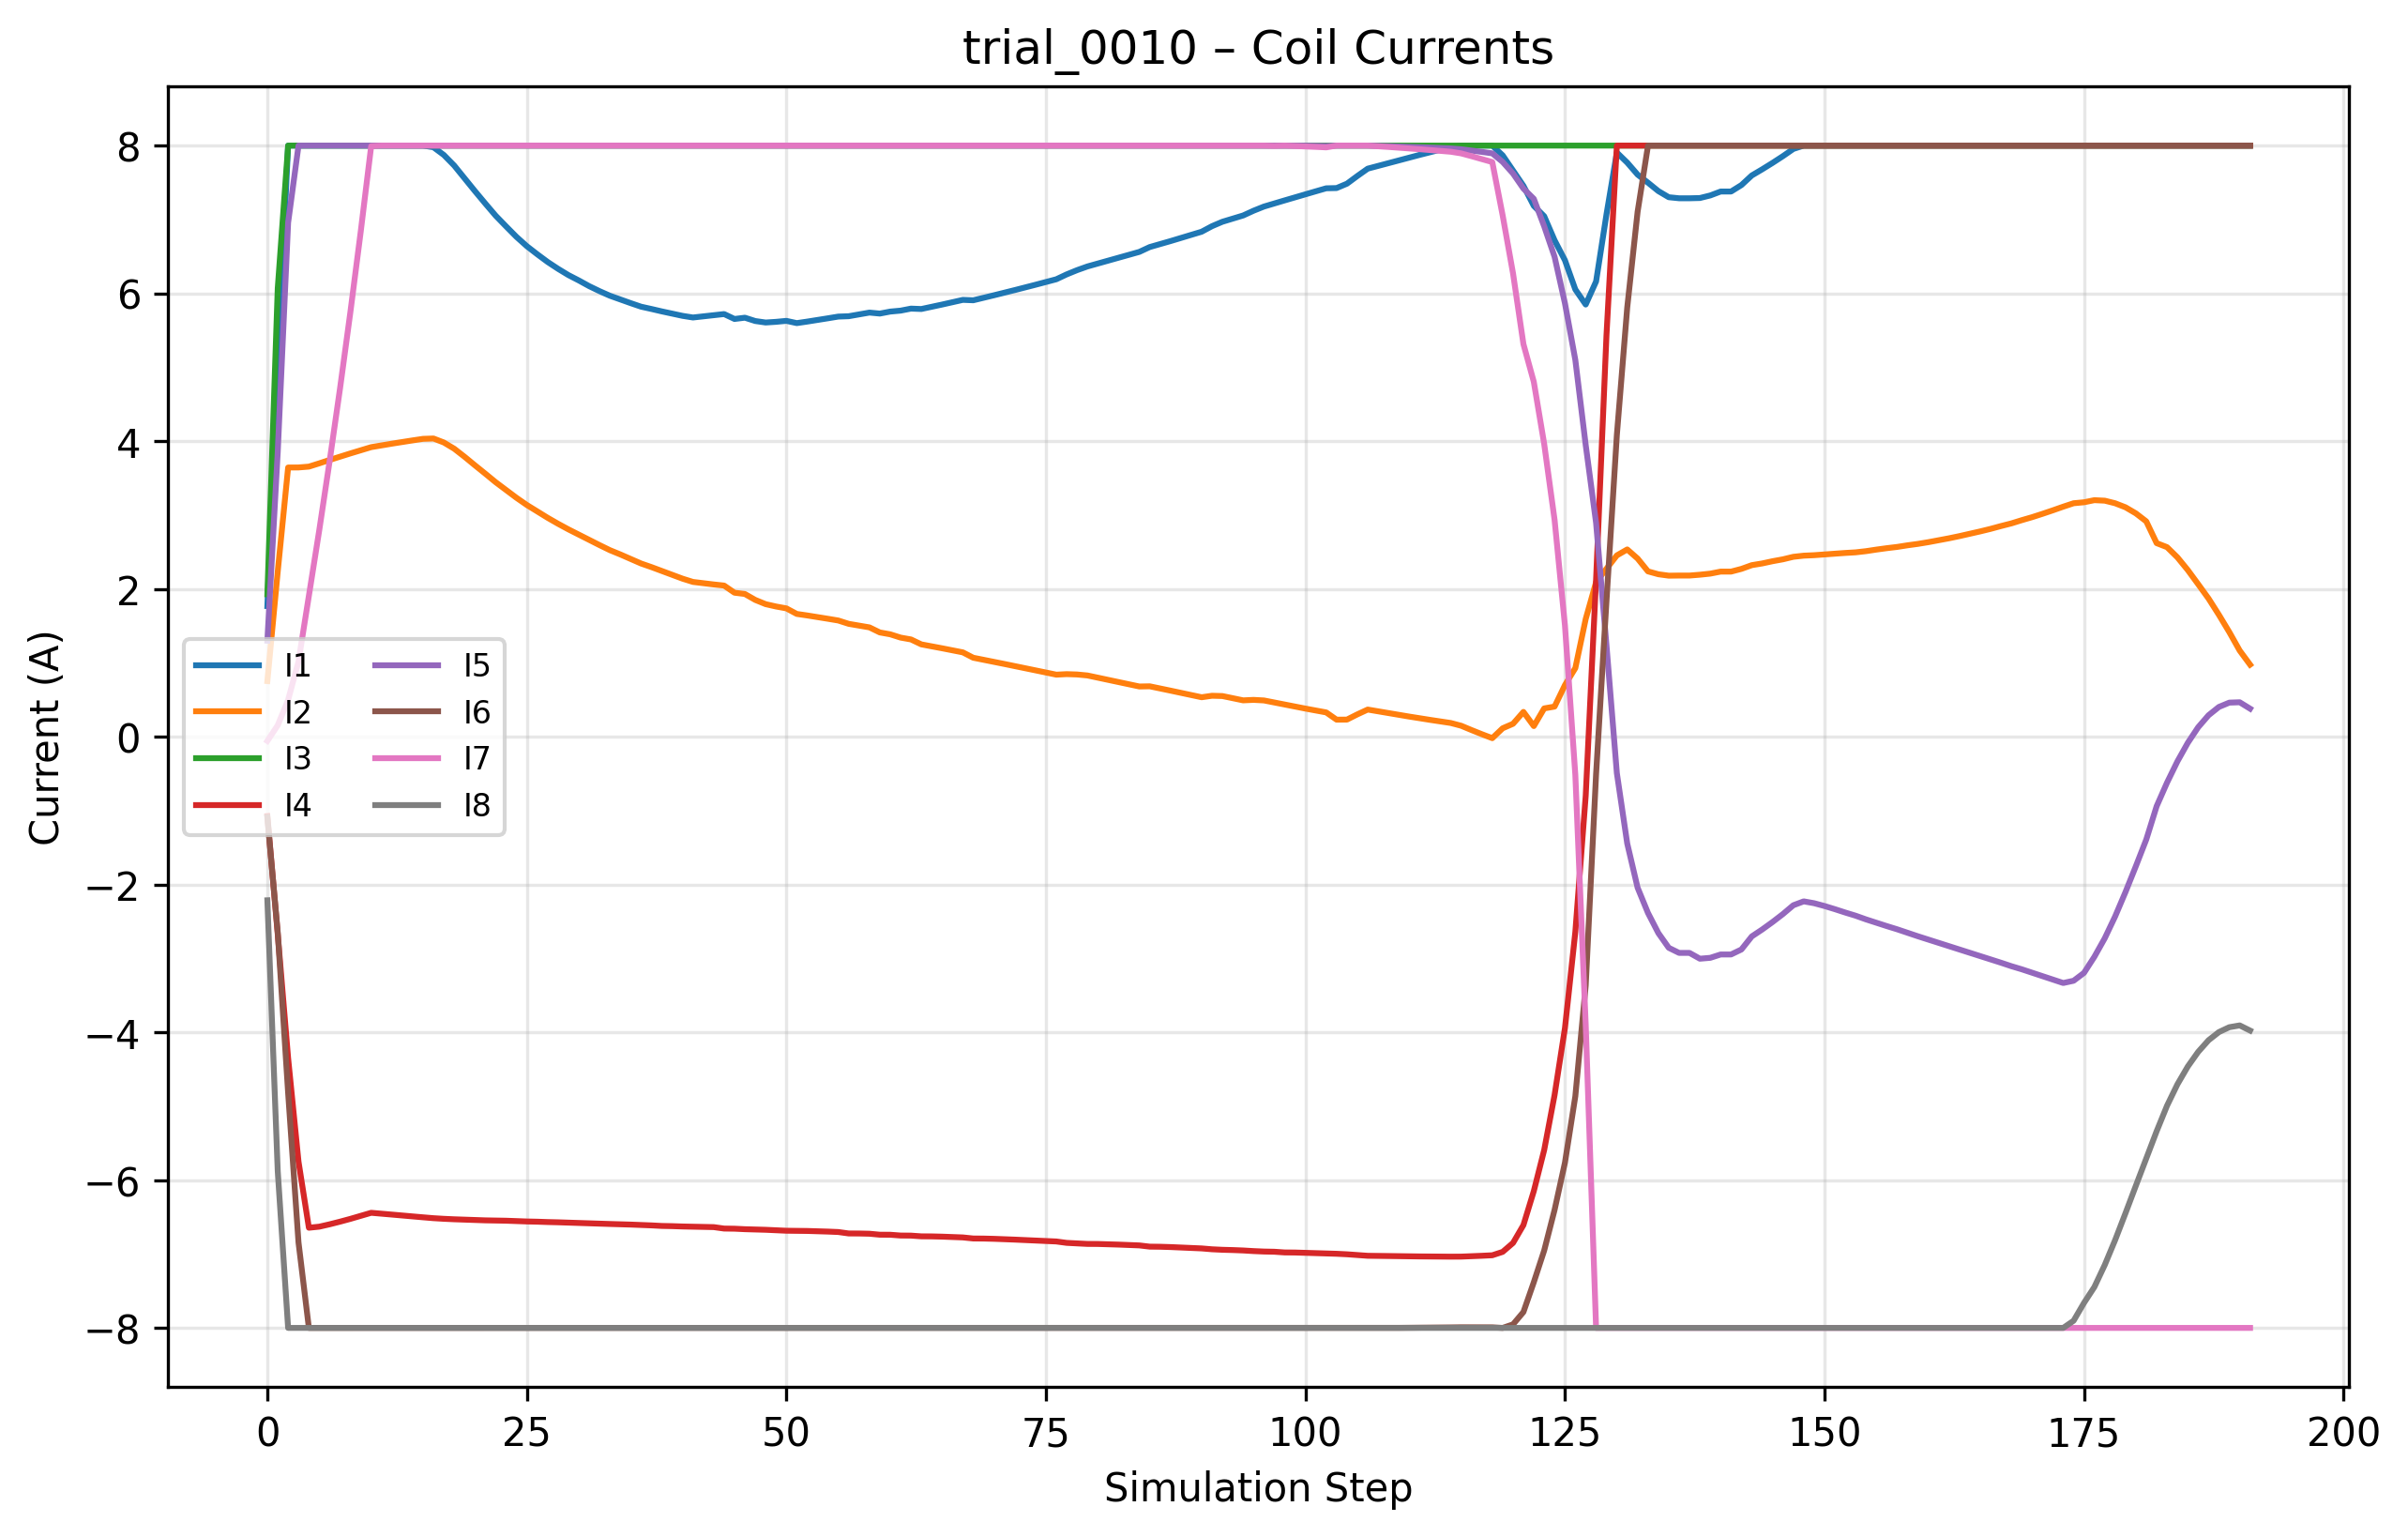 trial_0010 – Coil Currents
Current (A)
8
6
4
2
0
−2
−4
−6
−8
I1
I2
I3
I4
I5
I6
I7
I8
0
25
50
75
100
125
150
175
200
Simulation Step